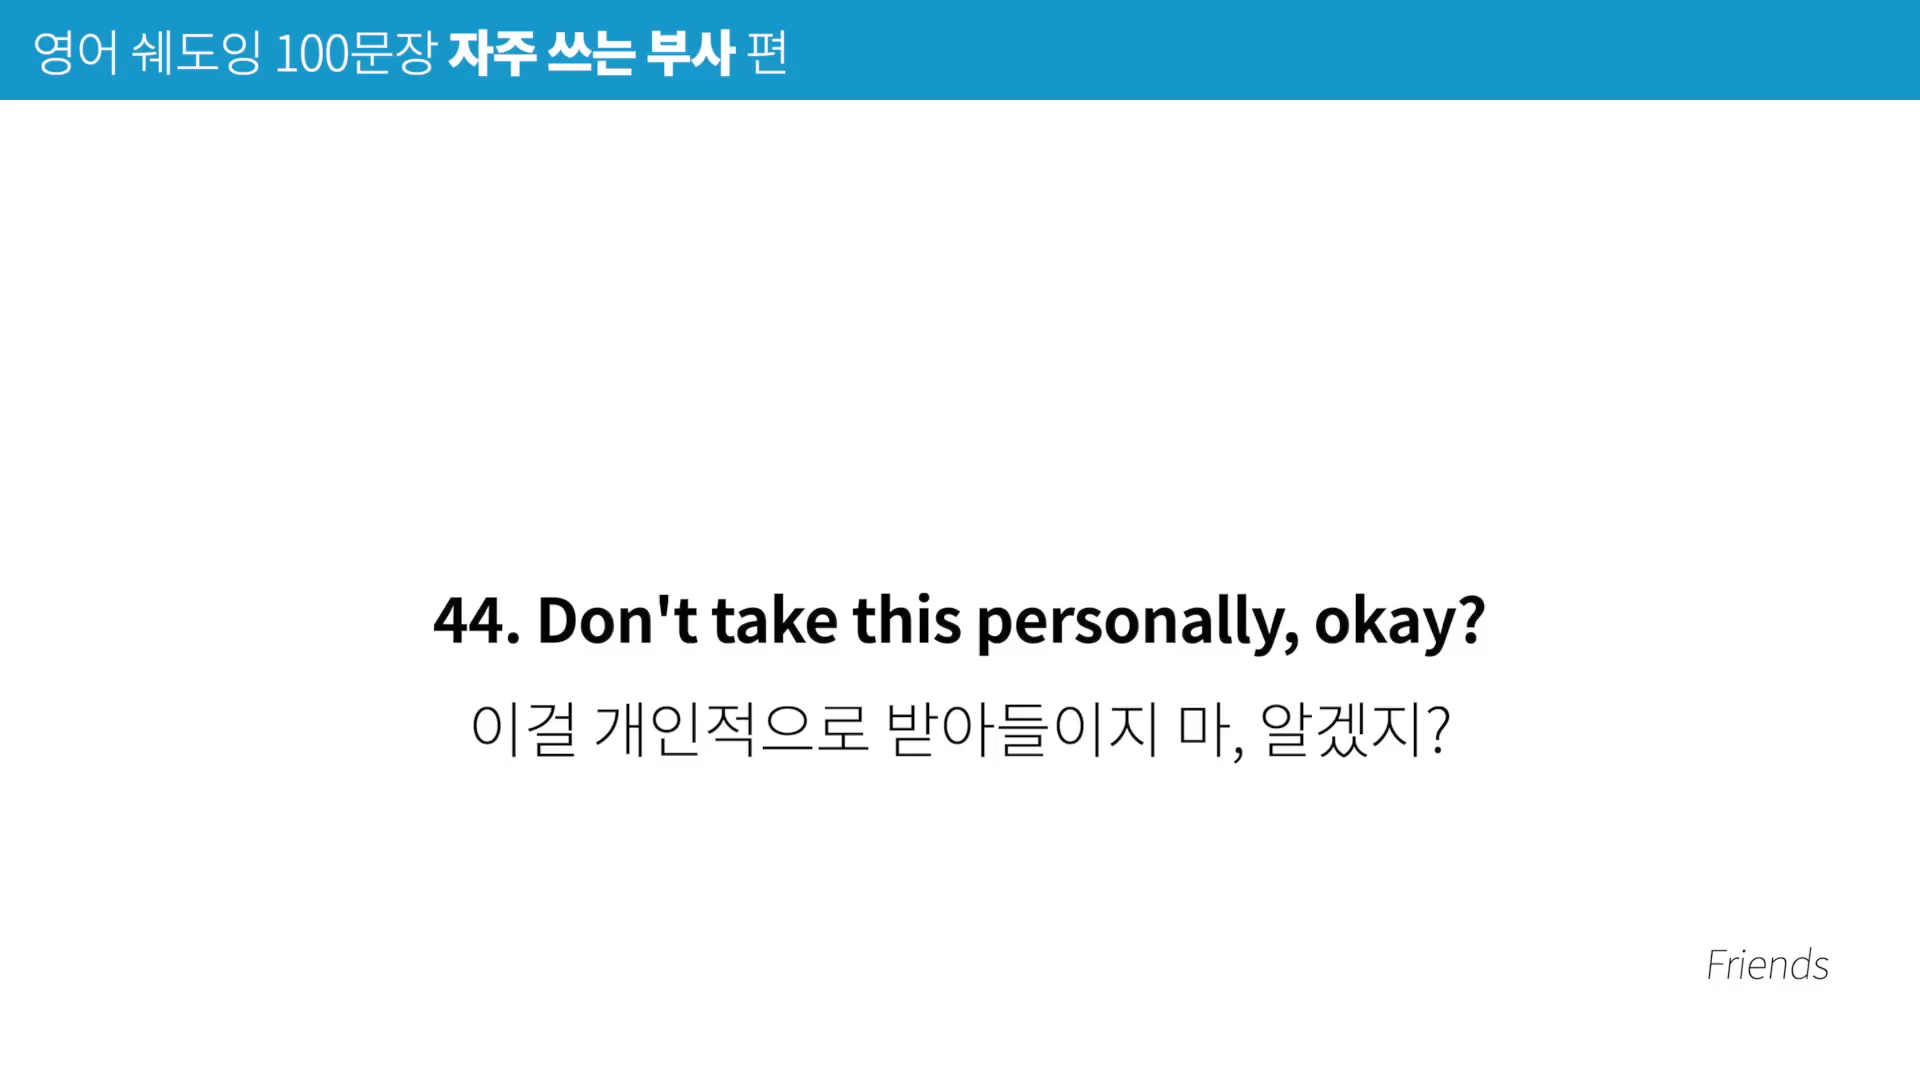 영어 쉐도잉 100문장 자주 쓰는 부사 편
44. Don't take this personally, okay?
이걸 개인적으로 받아들이지 마, 알겠지?
Friends